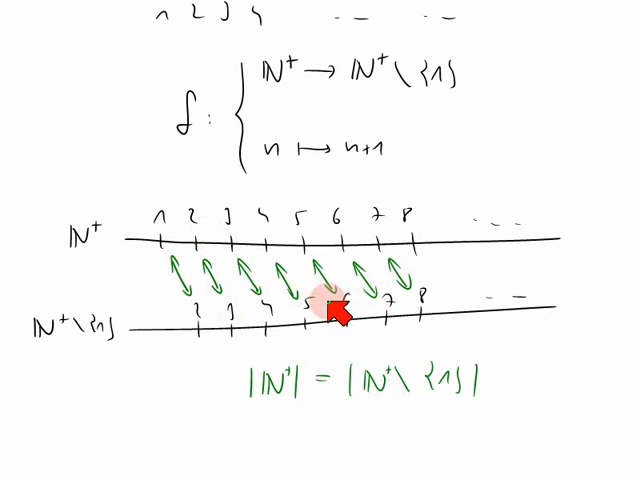 1 2 3 4 ... ...
ℕ⁺ → ℕ⁺ \ {1}
f :
n ↦ n+1
1 2 3 4 5 6 7 8 ...
ℕ⁺
2 3 4 5 6 7 8 ...
ℕ⁺ \ {1}
|ℕ⁺| = |ℕ⁺ \ {1}|